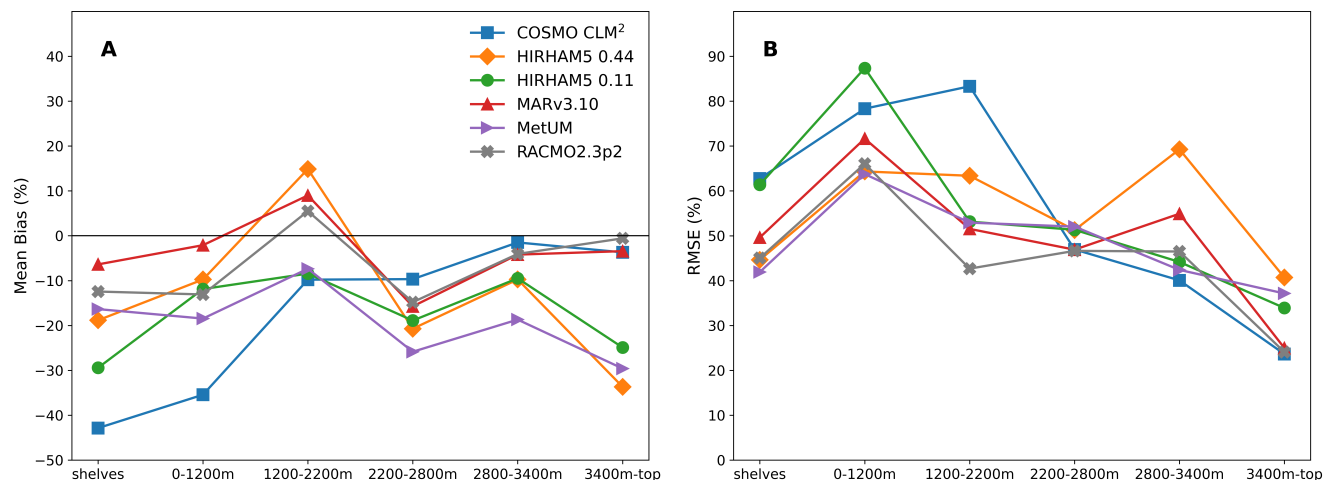 A
COSMO CLM²
HIRHAM5 0.44
HIRHAM5 0.11
MARv3.10
MetUM
RACMO2.3p2
Mean Bias (%)
40
30
20
10
0
−10
−20
−30
−40
−50
shelves 0-1200m 1200-2200m 2200-2800m 2800-3400m 3400m-top
B
RMSE (%)
90
80
70
60
50
40
30
20
10
0
shelves 0-1200m 1200-2200m 2200-2800m 2800-3400m 3400m-top